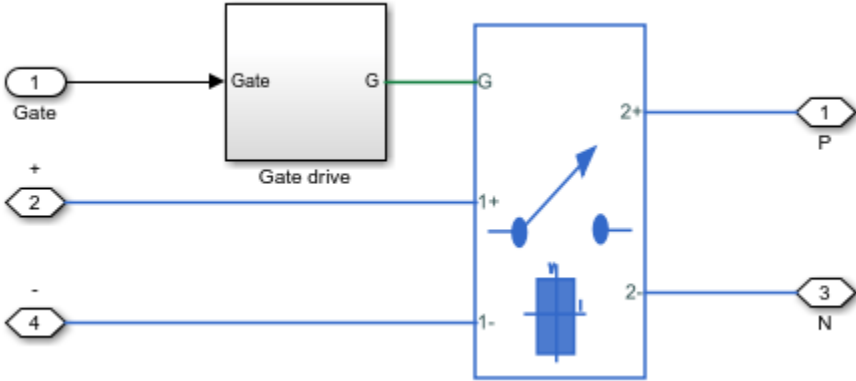 1
Gate
Gate
G
Gate drive
G
1+
1-
2+
2-
+
2
-
4
1
P
3
N
V
I